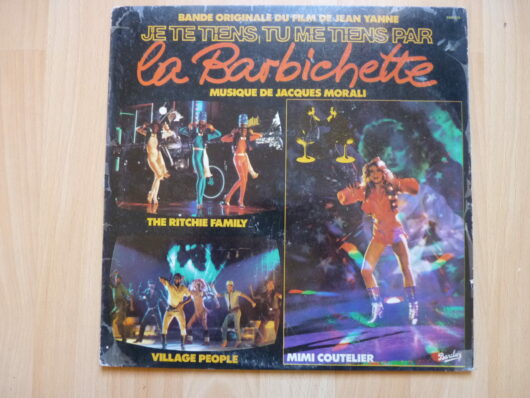 BANDE ORIGINALE DU FILM DE JEAN YANNE
JE TE TIENS, TU ME TIENS PAR
la Barbichette
MUSIQUE DE JACQUES MORALI
THE RITCHIE FAMILY
VILLAGE PEOPLE
MIMI COUTELIER
Barclay